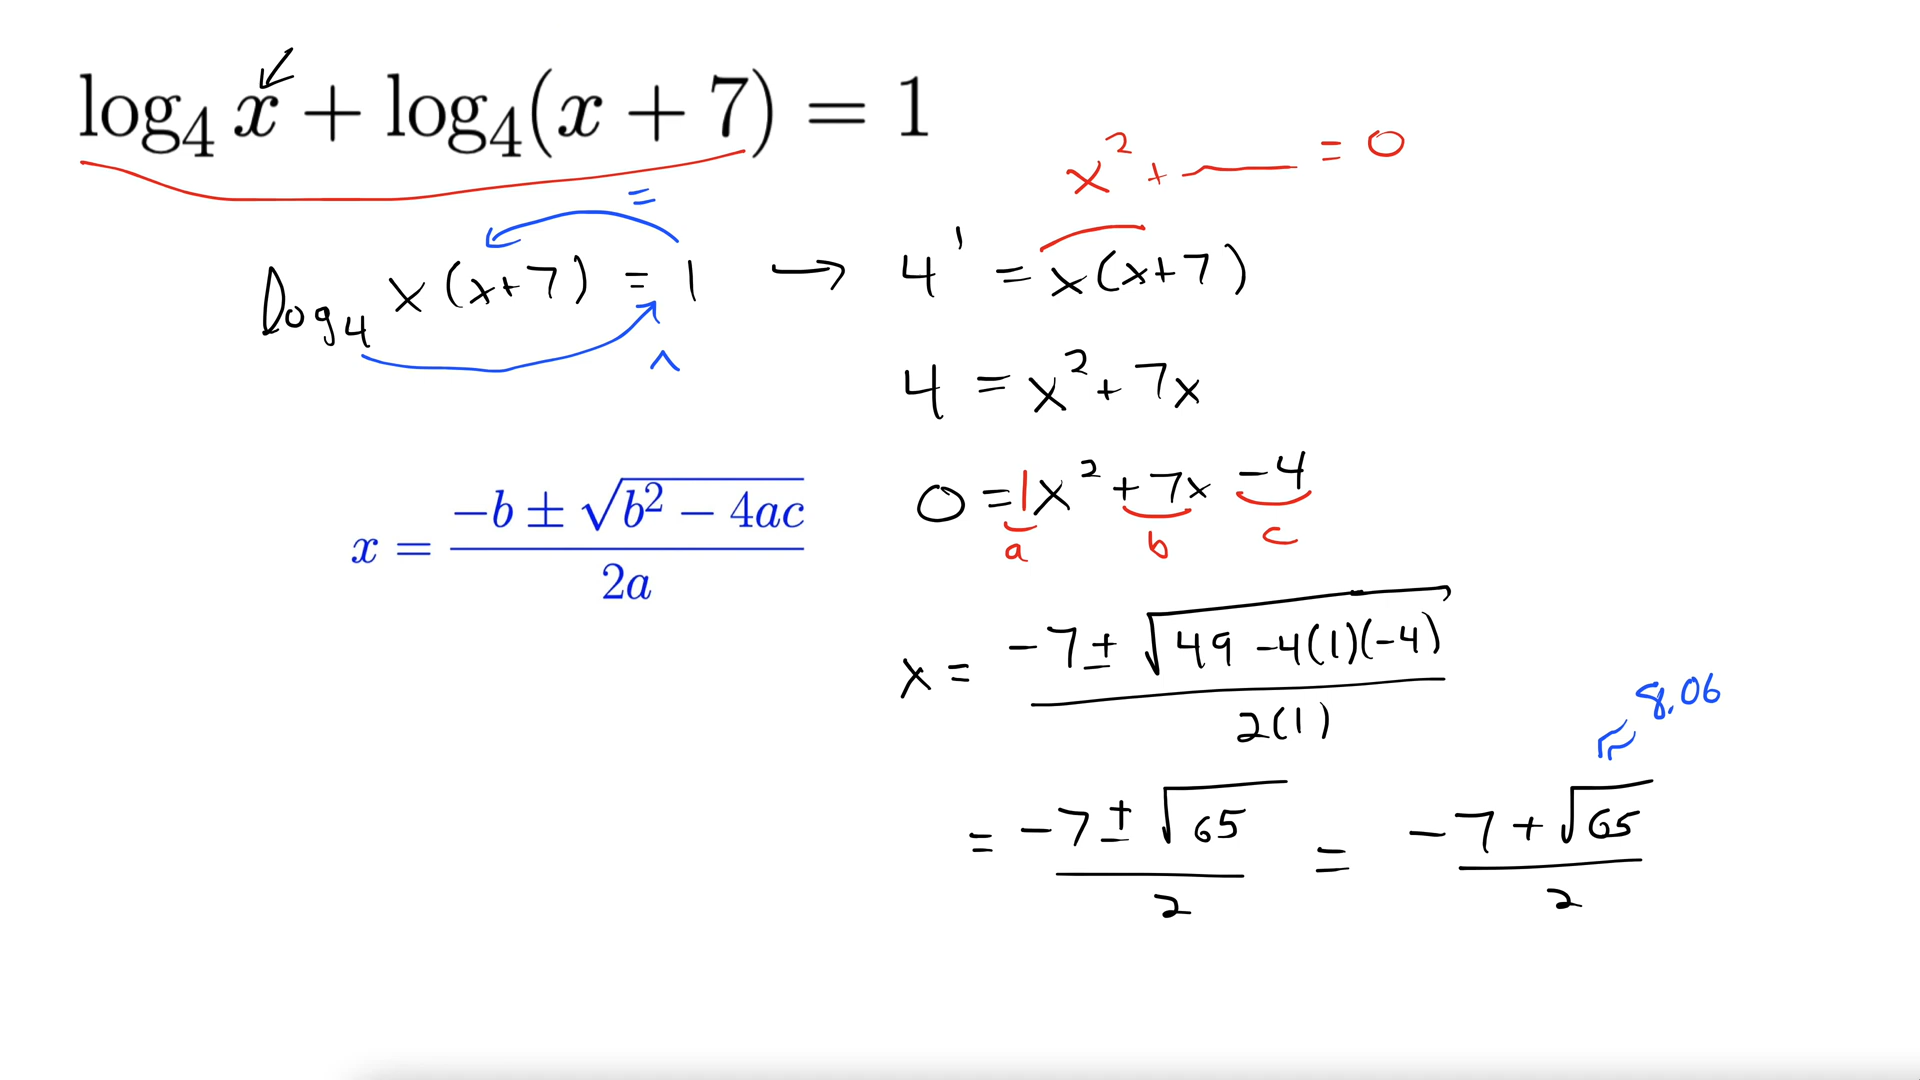 log₄ x + log₄(x + 7) = 1
x² + ___ = 0
=
log₄ x(x+7) = 1 → 4¹ = x(x+7)
^
4 = x² + 7x
0 = 1x² + 7x - 4
a b c
x = (-b ± √(b² - 4ac)) / 2a
x = (-7 ± √(49 - 4(1)(-4))) / 2(1)
≈ 8.06
= (-7 ± √65) / 2 = (-7 + √65) / 2